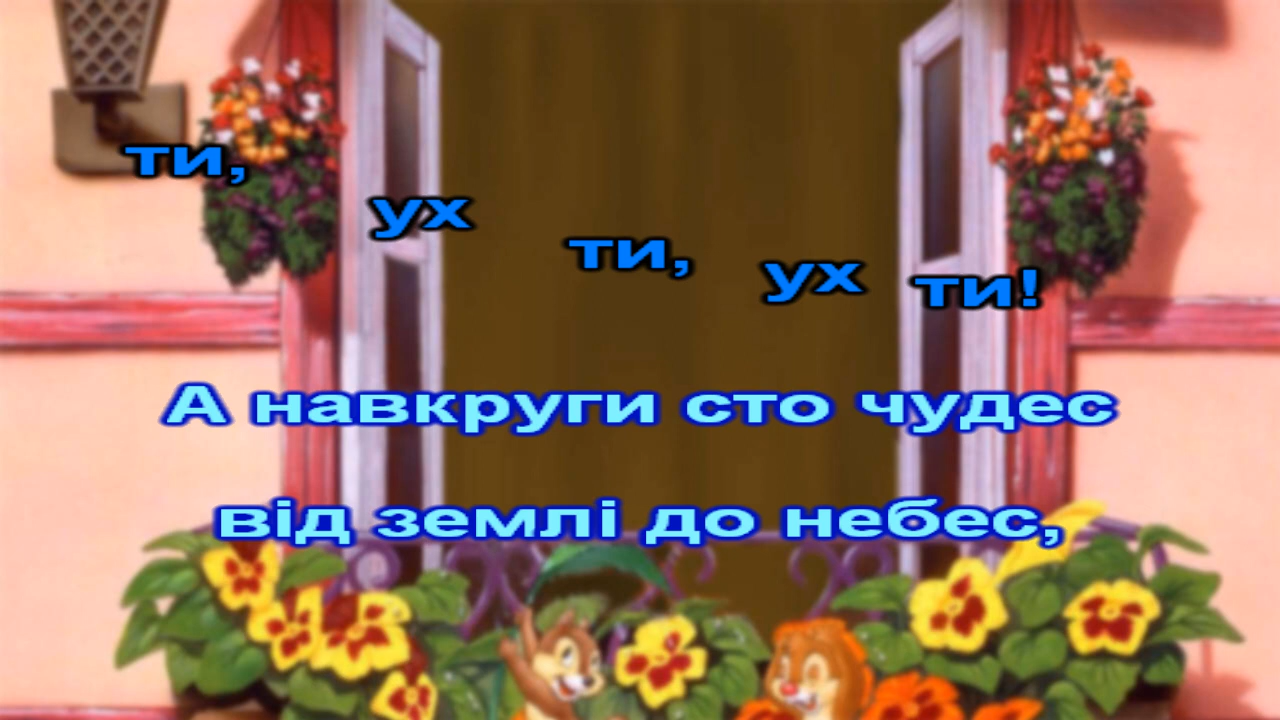 ти, ух ти, ух ти!
А навкруги сто чудес
від землі до небес,